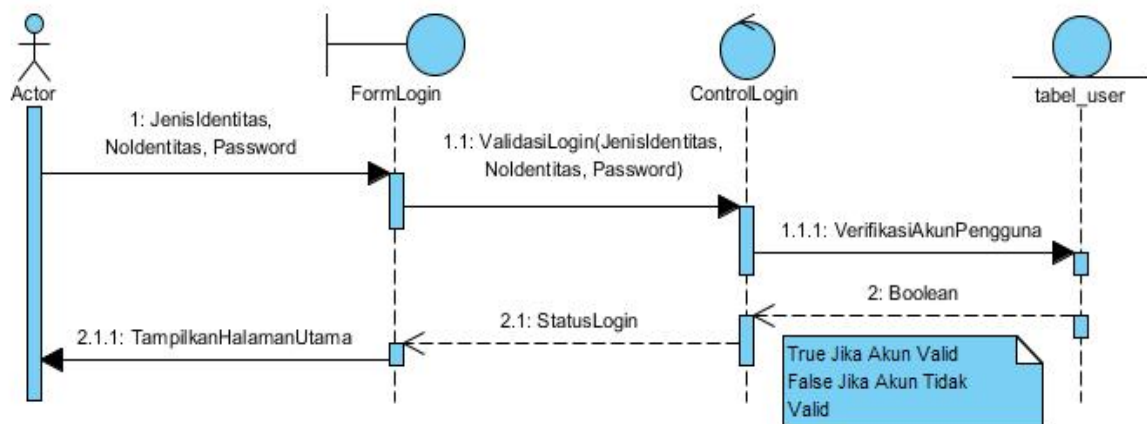 Actor
FormLogin
ControlLogin
tabel_user
1: JenisIdentitas,
NoIdentitas, Password
1.1: ValidasiLogin(JenisIdentitas,
NoIdentitas, Password)
1.1.1: VerifikasiAkunPengguna
2: Boolean
2.1: StatusLogin
2.1.1: TampilkanHalamanUtama
True Jika Akun Valid
False Jika Akun Tidak
Valid